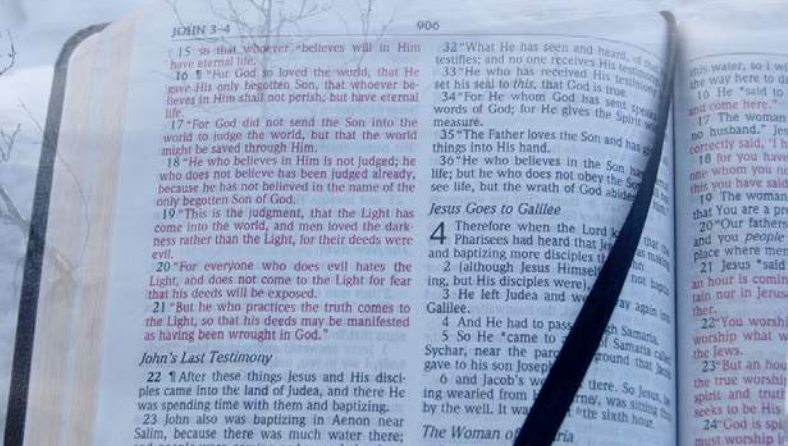 JOHN 3-4
906
15 so that whoever *believes will in Him
have eternal life.
16 ¶ "For God so loved the world, that He
gave His only begotten Son, that whoever be-
lieves in Him shall not perish, but have eternal
life.
17 "For God did not send the Son into the
world to judge the world, but that the world
might be saved through Him.
18 "He who believes in Him is not judged; he
who does not believe has been judged already,
because he has not believed in the name of the
only begotten Son of God.
19 "This is the judgment, that the Light has
come into the world, and men loved the dark-
ness rather than the Light, for their deeds were
evil.
20 "For everyone who does evil hates the
Light, and does not come to the Light for fear
that his deeds will be exposed.
21 "But he who practices the truth comes to
the Light, so that his deeds may be manifested
as having been wrought in God."
John's Last Testimony
22 ¶ After these things Jesus and His disci-
ples came into the land of Judea, and there He
was spending time with them and baptizing.
23 John also was baptizing in Aenon near
Salim, because there was much water there;
32 "What He has seen and heard, of
testifies; and no one receives His testimony
33 "He who has received His testimony
set his seal to this, that God is true.
34 "For He whom God has sent speaks
words of God; for He gives the Spirit
measure.
35 "The Father loves the Son and has
things into His hand.
36 "He who believes in the Son has
life; but he who does not obey the Son
see life, but the wrath of God abides
Jesus Goes to Galilee
4 Therefore when the Lord that the
Pharisees had heard that making
and baptizing more disciples
2 (although Jesus Himself not
ing, but His disciples were),
3 He left Judea and away again
Galilee.
4 And He had to pass Samaria.
5 So He *came to of Samaria
Sychar, near the ground that
gave to his son
6 and Jacob's there. So Jesus,
ing wearied from was sitting
by the well. It the sixth hour.
The Woman of
this water, so I
the way here to
16 He *said to
and come here."
17 The woman
no husband."
correctly said, 'I
18 for you have
one whom you
this you have said
19 The woman
that You are a
20 "Our fathers
and you people
place where men
21 Jesus *said
an hour is coming
22 "You worship
worship what
the Jews.
23 "But an hour
the true
spirit and truth
seeks to be His
24 "God is
must worship